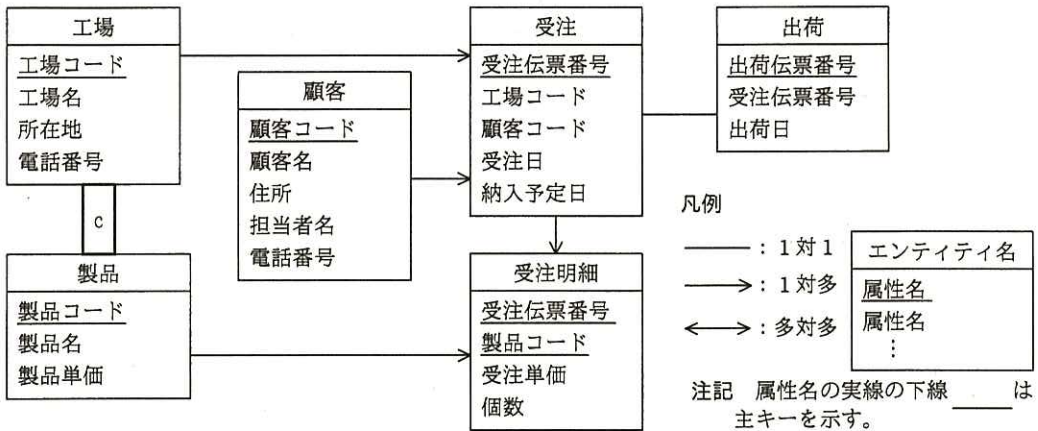 工場
工場コード
工場名
所在地
電話番号
c
製品
製品コード
製品名
製品単価
顧客
顧客コード
顧客名
住所
担当者名
電話番号
受注
受注伝票番号
工場コード
顧客コード
受注日
納入予定日
受注明細
受注伝票番号
製品コード
受注単価
個数
出荷
出荷伝票番号
受注伝票番号
出荷日
凡例
：1対1
：1対多
：多対多
エンティティ名
属性名
属性名
⋮
注記 属性名の実線の下線 は
主キーを示す。